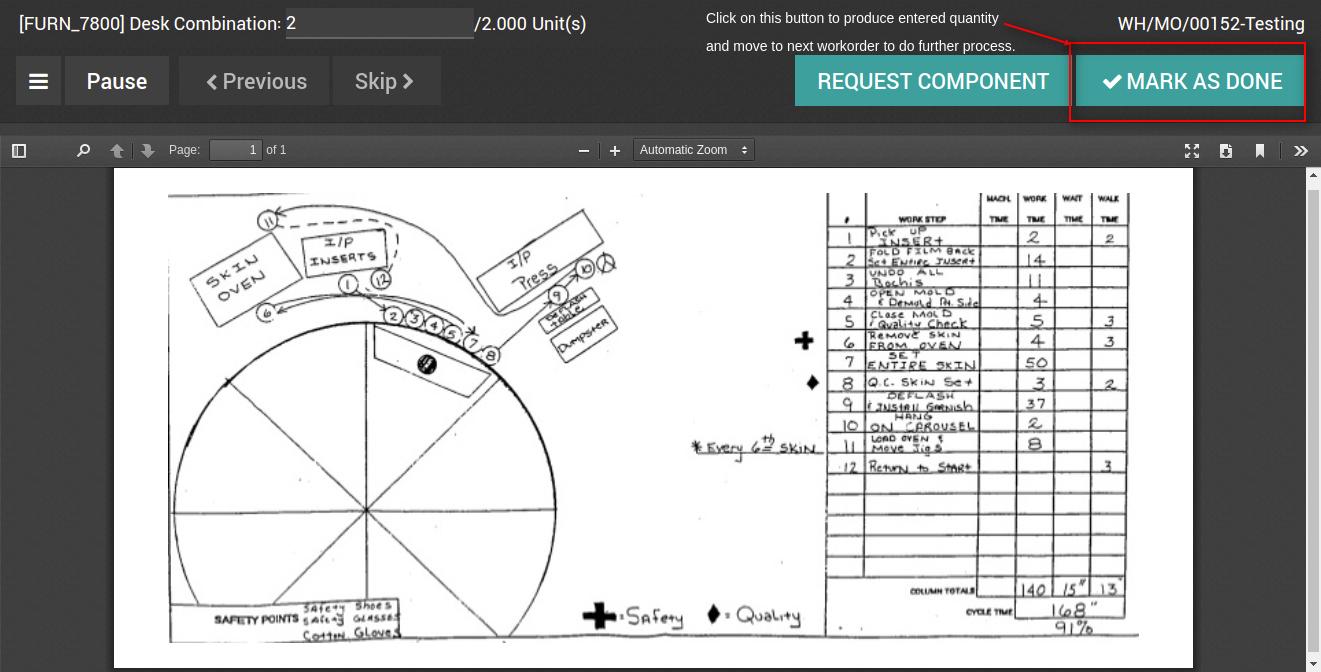 [FURN_7800] Desk Combination: 2 /2.000 Unit(s)
Click on this button to produce entered quantity
and move to next workorder to do further process.
WH/MO/00152-Testing
Pause
Previous
Skip
REQUEST COMPONENT
MARK AS DONE
Page: 1 of 1
Automatic Zoom
11
SKIN
OVEN
I/P
INSERTS
I/P
Press
1 12
6
2 3 4 5 7 8
9 10
DEFLASH
table
DUMPSTER
SAFETY POINTS
Safety Shoes
Safety GLASSES
Cotton Gloves
= Safety
= Quality
* Every 6th SKIN
# WORK STEP MACH. TIME WORK TIME WAIT TIME WALK TIME
1 Pick UP INSERT 2 2
2 FOLD FILM BACK Set ENTIRE INSERT 14
3 UNDO ALL 11
4 OPEN MOLD & Demold Pt. Side 4
5 Close MOLD & Quality Check 5 3
6 Remove SKIN FROM OVEN 4 3
7 SET ENTIRE SKIN 50
8 Q.C. SKIN Set 3 2
9 DEFLASH & INSTALL GARNISH 37
10 HANG ON CAROUSEL 2
11 LOAD OVEN & Move Jigs 8
12 Return to START 3
COLUMN TOTALS 140 15" 13
CYCLE TIME 168"
91%